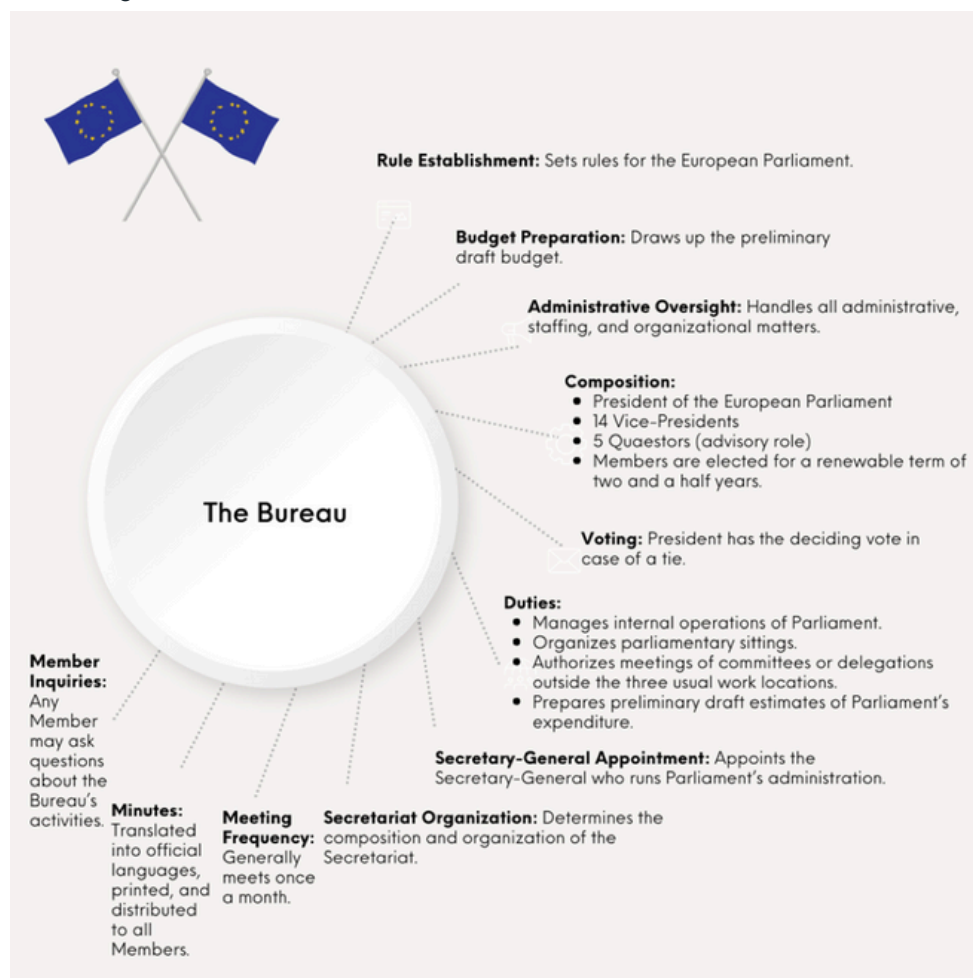 Rule Establishment: Sets rules for the European Parliament.
Budget Preparation: Draws up the preliminary
draft budget.
Administrative Oversight: Handles all administrative,
staffing, and organizational matters.
Composition:
• President of the European Parliament
• 14 Vice-Presidents
• 5 Quaestors (advisory role)
• Members are elected for a renewable term of
two and a half years.
The Bureau
Voting: President has the deciding vote in
case of a tie.
Duties:
• Manages internal operations of Parliament.
• Organizes parliamentary sittings.
• Authorizes meetings of committees or delegations
outside the three usual work locations.
• Prepares preliminary draft estimates of Parliament's
expenditure.
Secretary-General Appointment: Appoints the
Secretary-General who runs Parliament's administration.
Secretariat Organization: Determines the
composition and organization of the
Secretariat.
Meeting
Frequency:
Generally
meets once
a month.
Minutes:
Translated
into official
languages,
printed, and
distributed
to all
Members.
Member
Inquiries:
Any
Member
may ask
questions
about the
Bureau's
activities.